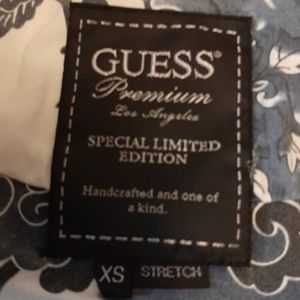 GUESS®
Premium
Los Angeles
SPECIAL LIMITED
EDITION
Handcrafted and one of
a kind.
XS STRETCH